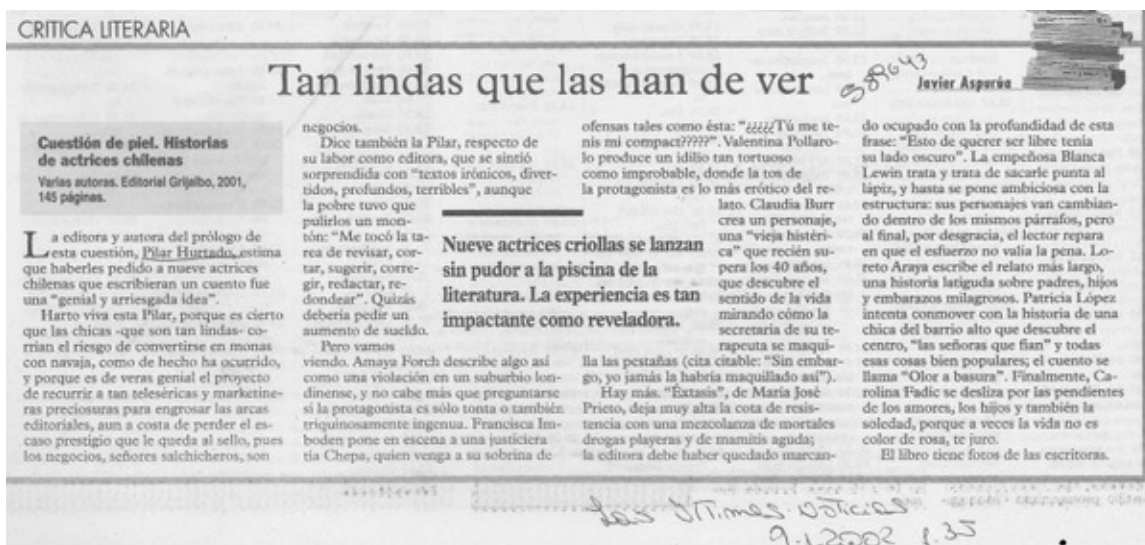 CRITICA LITERARIA
Tan lindas que las han de ver
588643
Javier Asperúa
Cuestión de piel. Historias
de actrices chilenas
Varias autoras. Editorial Grijalbo, 2001,
145 páginas.
La editora y autora del prólogo de
esta cuestión, Pilar Hurtado, estima
que haberles pedido a nueve actrices
chilenas que escribieran un cuento fue
una "genial y arriesgada idea".
Harto viva esta Pilar, porque es cierto
que las chicas -que son tan lindas- co-
rrían el riesgo de convertirse en monas
con navaja, como de hecho ha ocurrido,
y porque es de veras genial el proyecto
de recurrir a tan teleséricas y marketine-
ras preciosuras para engrosar las arcas
editoriales, aun a costa de perder el es-
caso prestigio que le queda al sello, pues
los negocios, señores salchicheros, son
negocios.
Dice también la Pilar, respecto de
su labor como editora, que se sintió
sorprendida con "textos irónicos, diver-
tidos, profundos, terribles", aunque
la pobre tuvo que
pulirlos un mon-
tón: "Me tocó la ta-
rea de revisar, cor-
tar, sugerir, corre-
gir, redactar, re-
dondear". Quizás
debería pedir un
aumento de sueldo.
Pero vamos
viendo. Amaya Forch describe algo así
como una violación en un suburbio lon-
dinense, y no cabe más que preguntarse
si la protagonista es sólo tonta o también
triquinosamente ingenua. Francisca Im-
boden pone en escena a una justiciera
tía Chepa, quien venga a su sobrina de
Nueve actrices criollas se lanzan
sin pudor a la piscina de la
literatura. La experiencia es tan
impactante como reveladora.
ofensas tales como ésta: "¿¿¿¿¿Tú me te-
nis mi compact?????". Valentina Pollaro-
lo produce un idilio tan tortuoso
como improbable, donde la tos de
la protagonista es lo más erótico del re-
lato. Claudia Burr
crea un personaje,
una "vieja histéri-
ca" que recién su-
pera los 40 años,
que descubre el
sentido de la vida
mirando cómo la
secretaria de su te-
rapeuta se maqui-
lla las pestañas (cita citable: "Sin embar-
go, yo jamás la habría maquillado así").
Hay más. "Extasis", de María José
Prieto, deja muy alta la cota de resis-
tencia con una mezcolanza de mortales
drogas playeras y de mamitis aguda;
la editora debe haber quedado marcan-
do ocupado con la profundidad de esta
frase: "Esto de querer ser libre tenía
su lado oscuro". La empeñosa Blanca
Lewin trata y trata de sacarle punta al
lápiz, y hasta se pone ambiciosa con la
estructura: sus personajes van cambian-
do dentro de los mismos párrafos, pero
al final, por desgracia, el lector repara
en que el esfuerzo no valía la pena. Lo-
reto Araya escribe el relato más largo,
una historia latiguda sobre padres, hijos
y embarazos milagrosos. Patricia López
intenta conmover con la historia de una
chica del barrio alto que descubre el
centro, "las señoras que fían" y todas
esas cosas bien populares; el cuento se
llama "Olor a basura". Finalmente, Ca-
rolina Fadic se desliza por las pendientes
de los amores, los hijos y también la
soledad, porque a veces la vida no es
color de rosa, te juro.
El libro tiene fotos de las escritoras.
Las Ultimas Noticias
9.1.2002 p.35